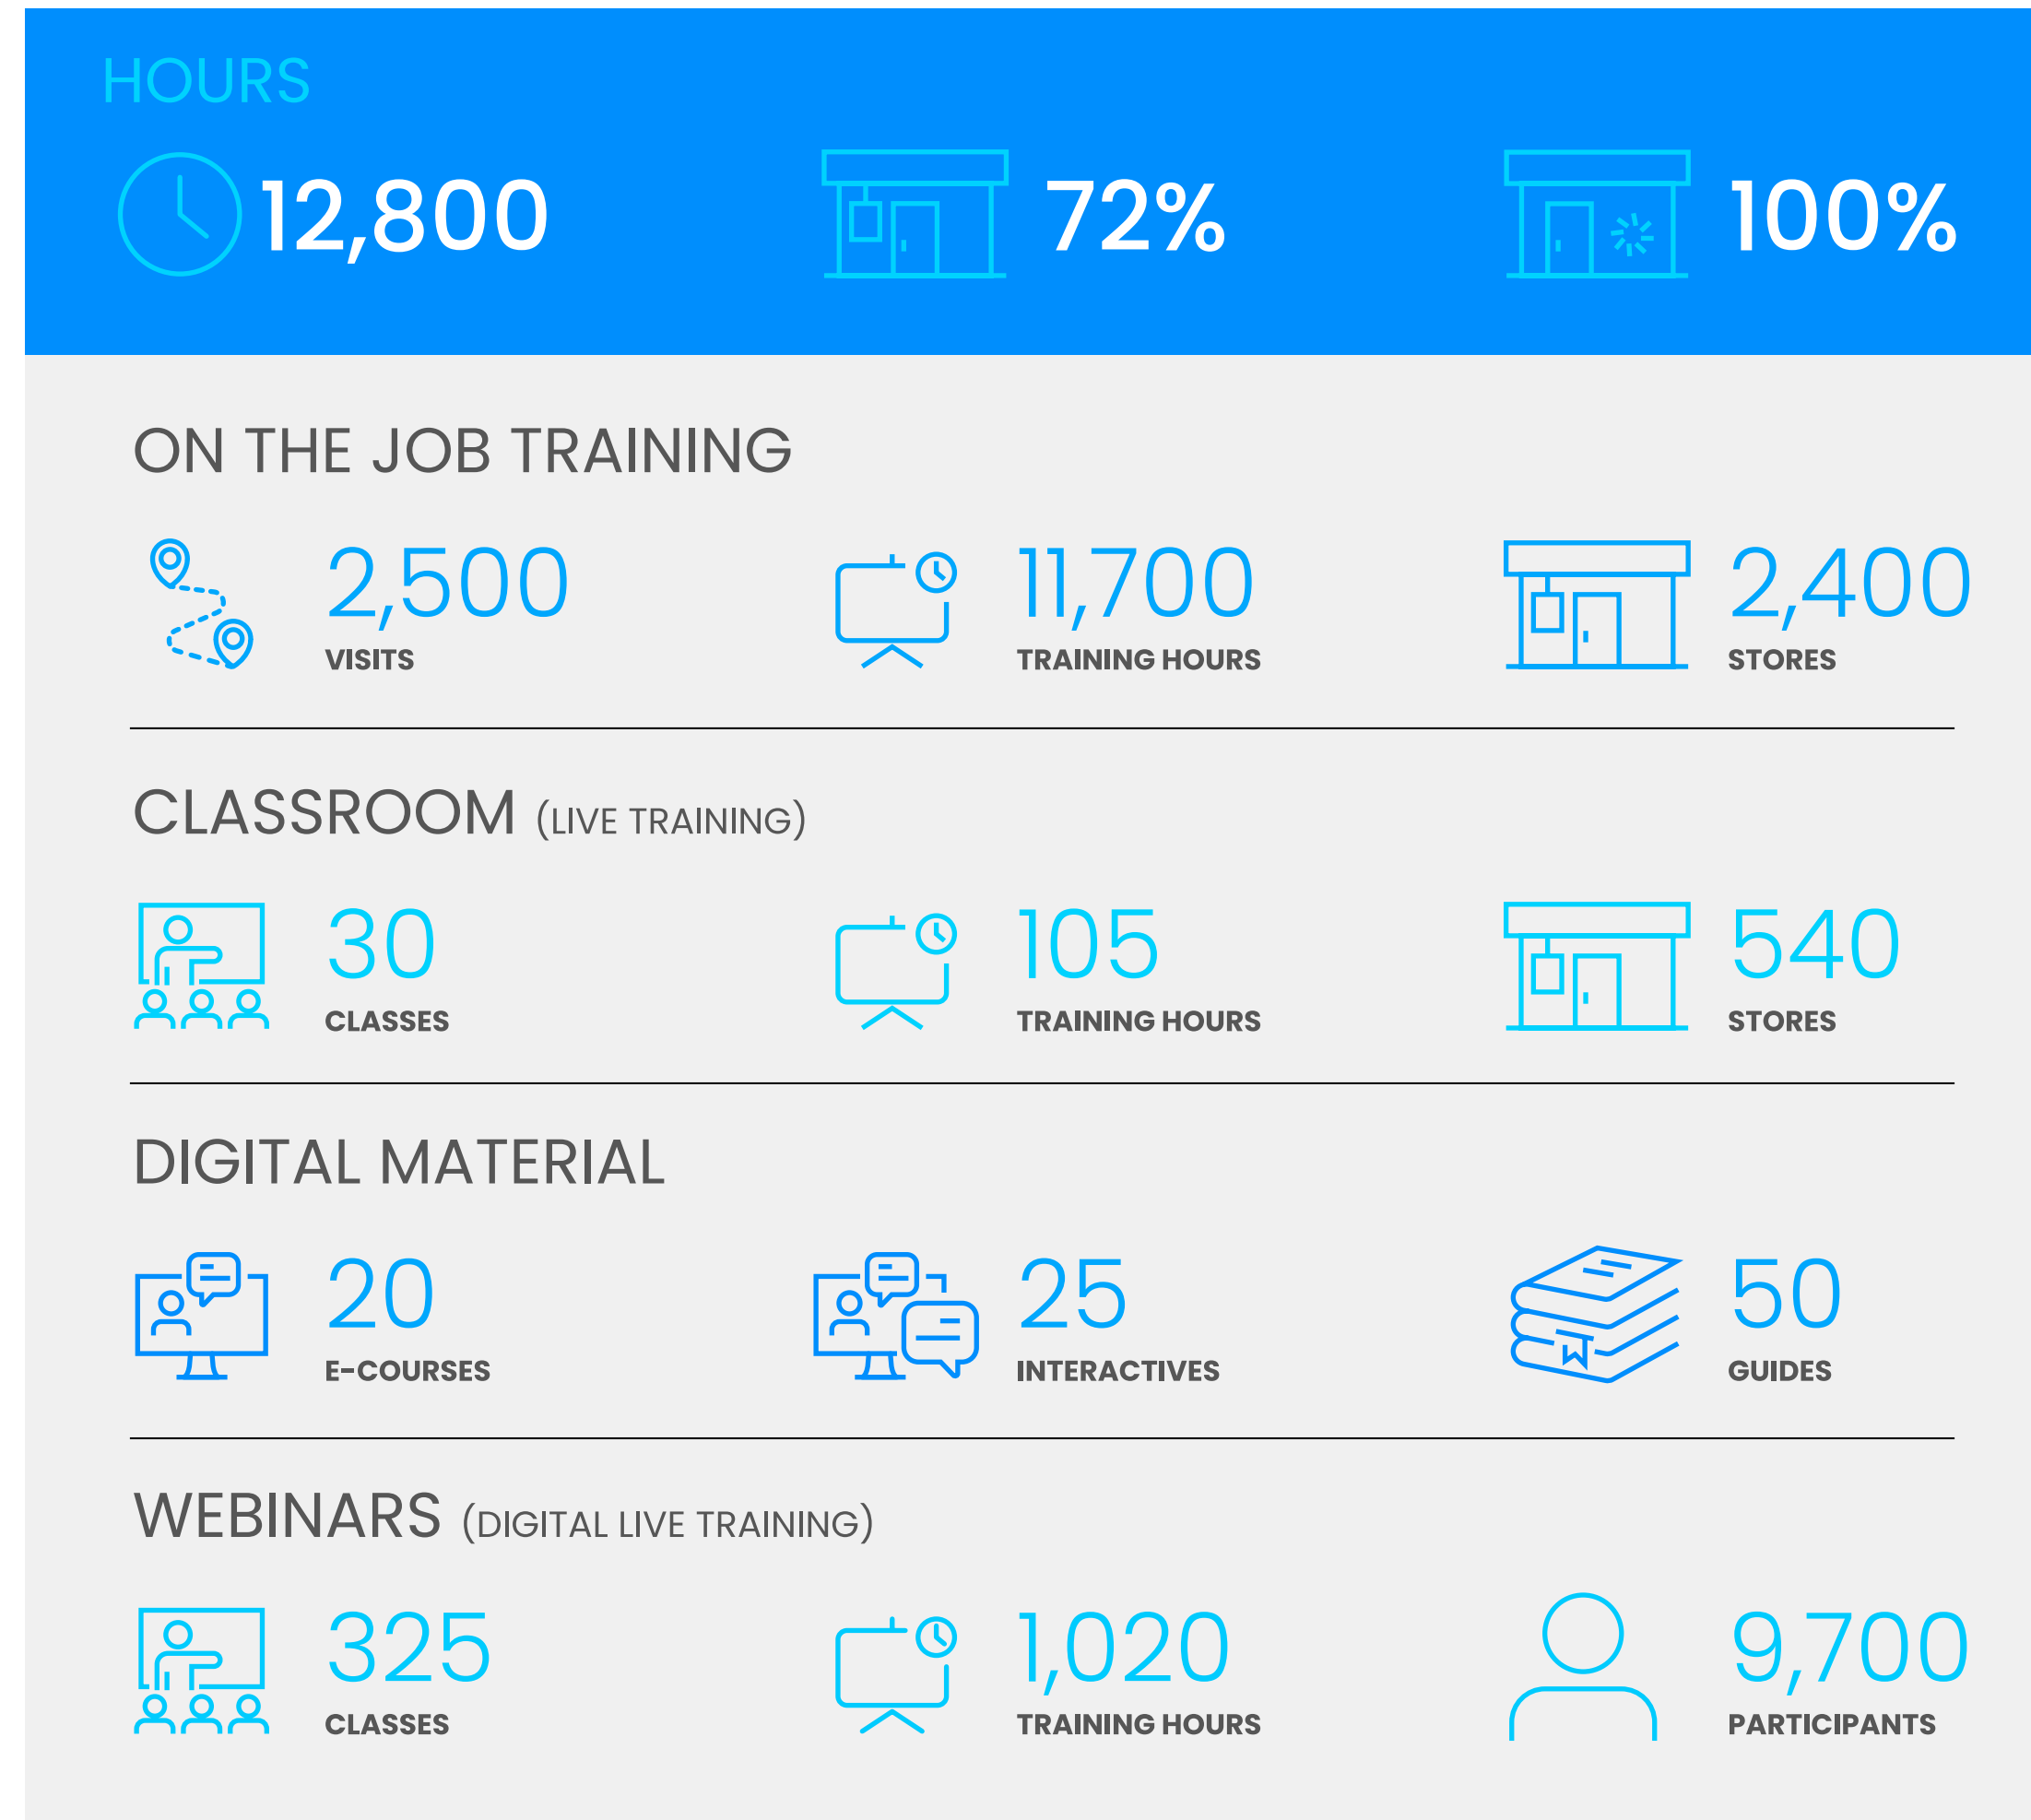 HOURS
12,800 72% 100%
ON THE JOB TRAINING
2,500 11,700 2,400
VISITS TRAINING HOURS STORES
CLASSROOM (LIVE TRAINING)
30 105 540
CLASSES TRAINING HOURS STORES
DIGITAL MATERIAL
20 25 50
E-COURSES INTERACTIVES GUIDES
WEBINARS (DIGITAL LIVE TRAINING)
325 1,020 9,700
CLASSES TRAINING HOURS PARTICIPANTS